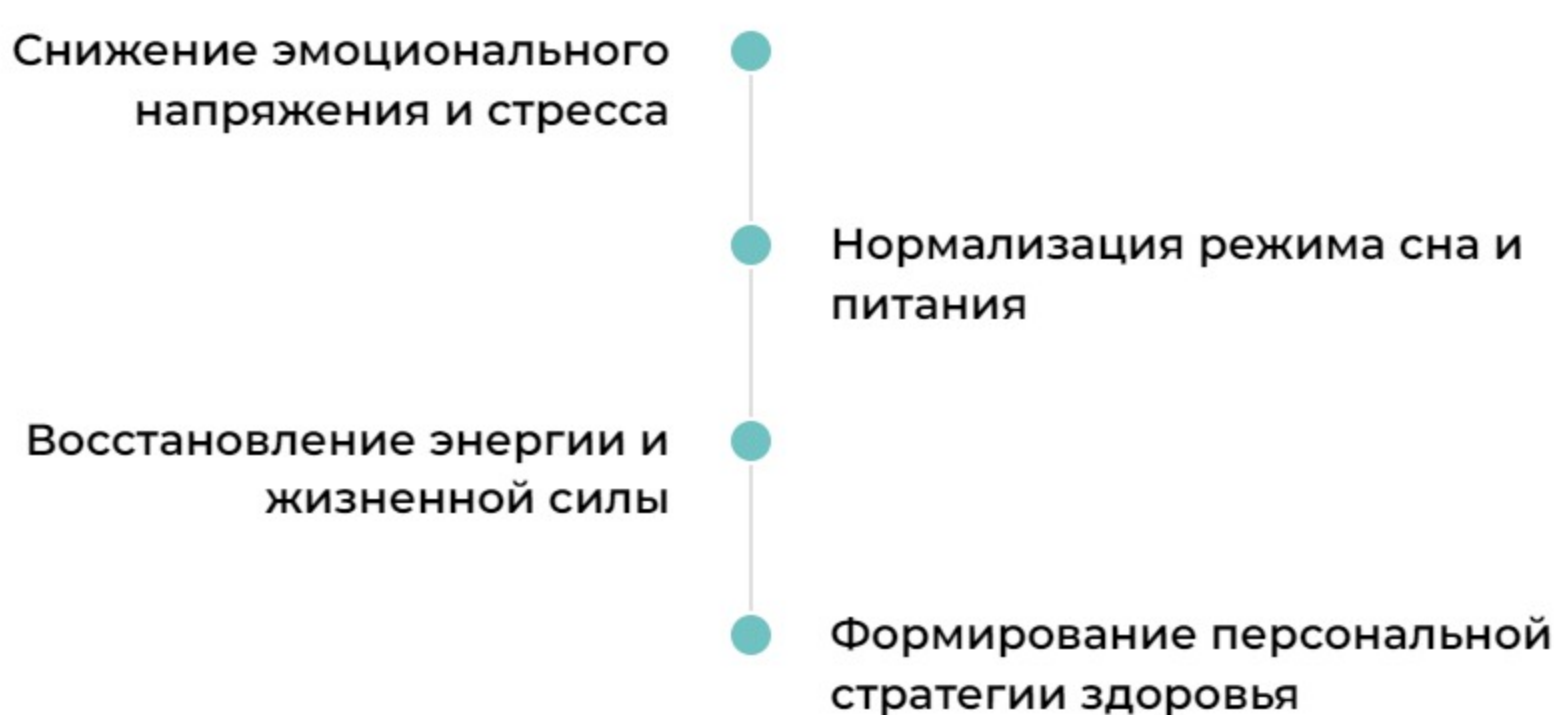 Снижение эмоционального
напряжения и стресса
Нормализация режима сна и
питания
Восстановление энергии и
жизненной силы
Формирование персональной
стратегии здоровья